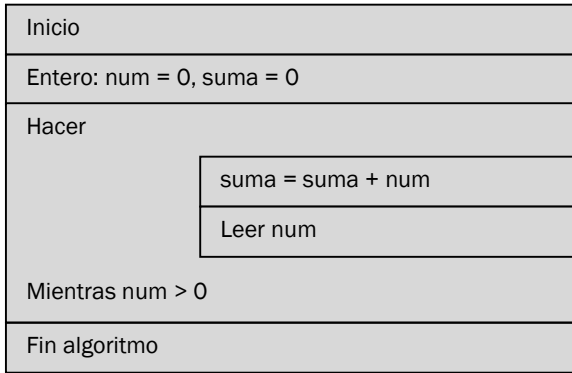 Inicio
Entero: num = 0, suma = 0
Hacer
suma = suma + num
Leer num
Mientras num > 0
Fin algoritmo